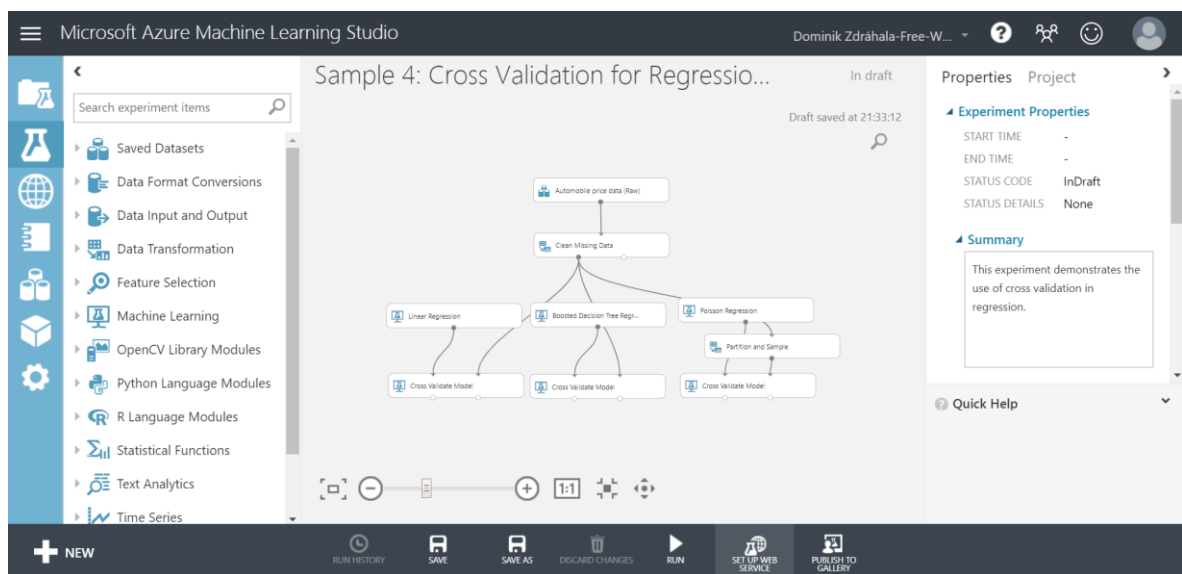 Microsoft Azure Machine Learning Studio
Dominik Zdráhala-Free-W...
?
Search experiment items
Saved Datasets
Data Format Conversions
Data Input and Output
Data Transformation
Feature Selection
Machine Learning
OpenCV Library Modules
Python Language Modules
R Language Modules
Statistical Functions
Text Analytics
Time Series
Sample 4: Cross Validation for Regressio...
In draft
Draft saved at 21:33:12
Automobile price data (Raw)
Clean Missing Data
Linear Regression
Boosted Decision Tree Regr...
Poisson Regression
Partition and Sample
Cross Validate Model
Cross Validate Model
Cross Validate Model
1:1
Properties Project
Experiment Properties
START TIME -
END TIME -
STATUS CODE InDraft
STATUS DETAILS None
Summary
This experiment demonstrates the
use of cross validation in
regression.
Quick Help
NEW
RUN HISTORY
SAVE
SAVE AS
DISCARD CHANGES
RUN
SET UP WEB
SERVICE
PUBLISH TO
GALLERY